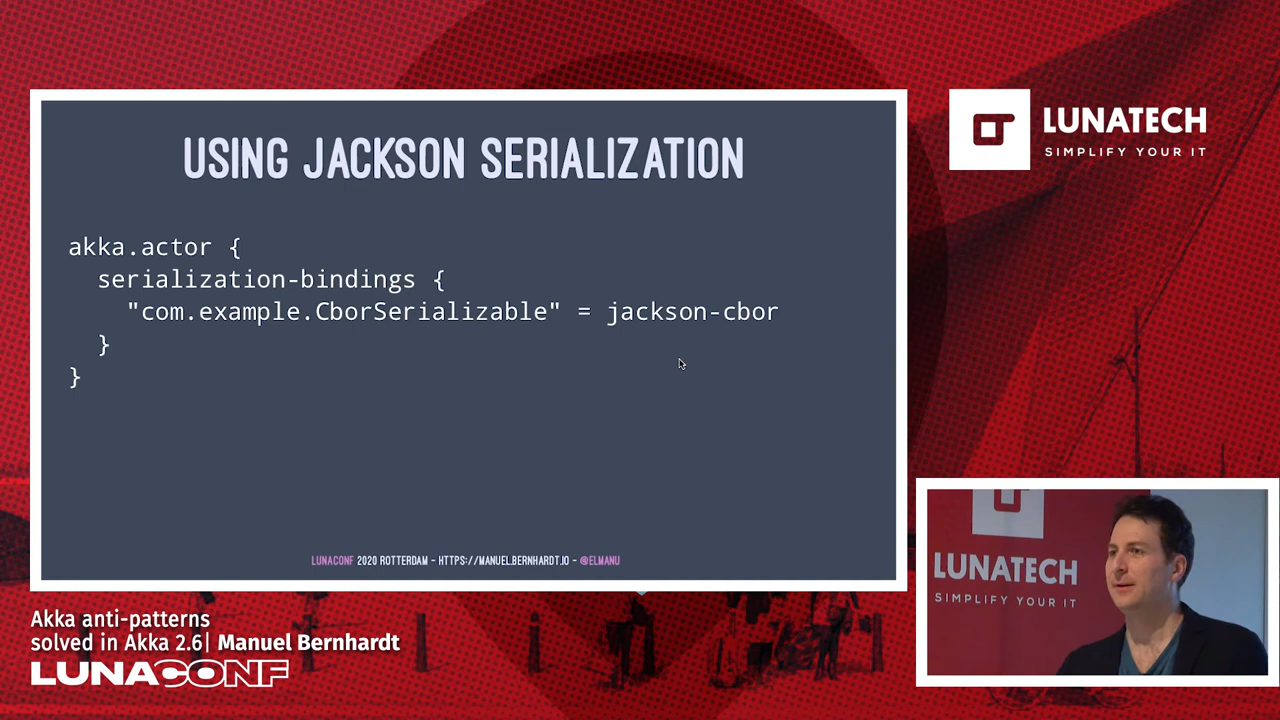 USING JACKSON SERIALIZATION
akka.actor {
  serialization-bindings {
    "com.example.CborSerializable" = jackson-cbor
  }
}
LUNACONF 2020 ROTTERDAM - HTTPS://MANUEL.BERNHARDT.IO - @ELMANU
LUNATECH
SIMPLIFY YOUR IT
LUNATECH
SIMPLIFY YOUR IT
Akka anti-patterns
solved in Akka 2.6| Manuel Bernhardt
LUNACONF